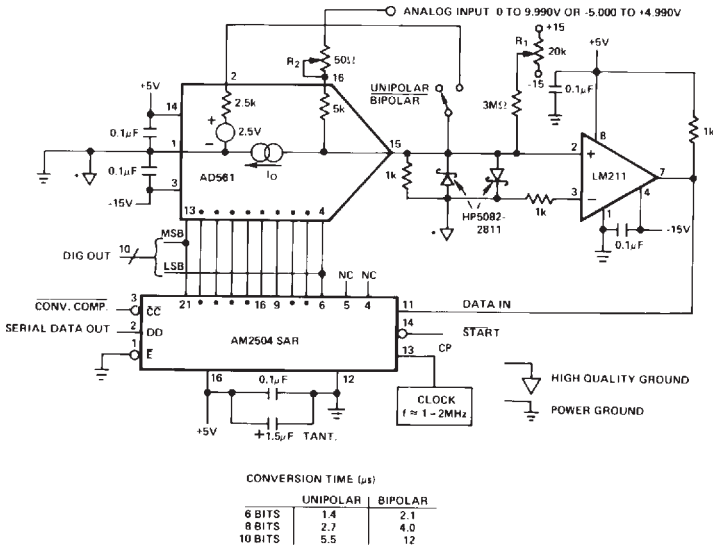 ANALOG INPUT 0 TO 9.990V OR -5.000 TO +4.990V
+15
R1
20k
-15
+5V
R2
50Ω
16
2
UNIPOLAR
BIPOLAR
+5V
14
2.5k
5k
3MΩ
0.1μF
1k
0.1μF
+
2.5V
-
1
15
2
+
8
LM211
7
0.1μF
IO
AD561
1k
3
-
1
4
3
-15V
HP5082-
2811
1k
-15V
0.1μF
13
4
MSB
DIG OUT
10
LSB
NC
NC
21
16
9
6
5
4
CONV. COMP.
3
CC
11
DATA IN
SERIAL DATA OUT
2
DD
AM2504 SAR
14
START
1
E
13
CP
16
12
0.1μF
CLOCK
f ≈ 1-2MHz
HIGH QUALITY GROUND
POWER GROUND
+5V
+
1.5μF TANT.
CONVERSION TIME (μs)
UNIPOLAR BIPOLAR
6 BITS 1.4 2.1
8 BITS 2.7 4.0
10 BITS 5.5 12